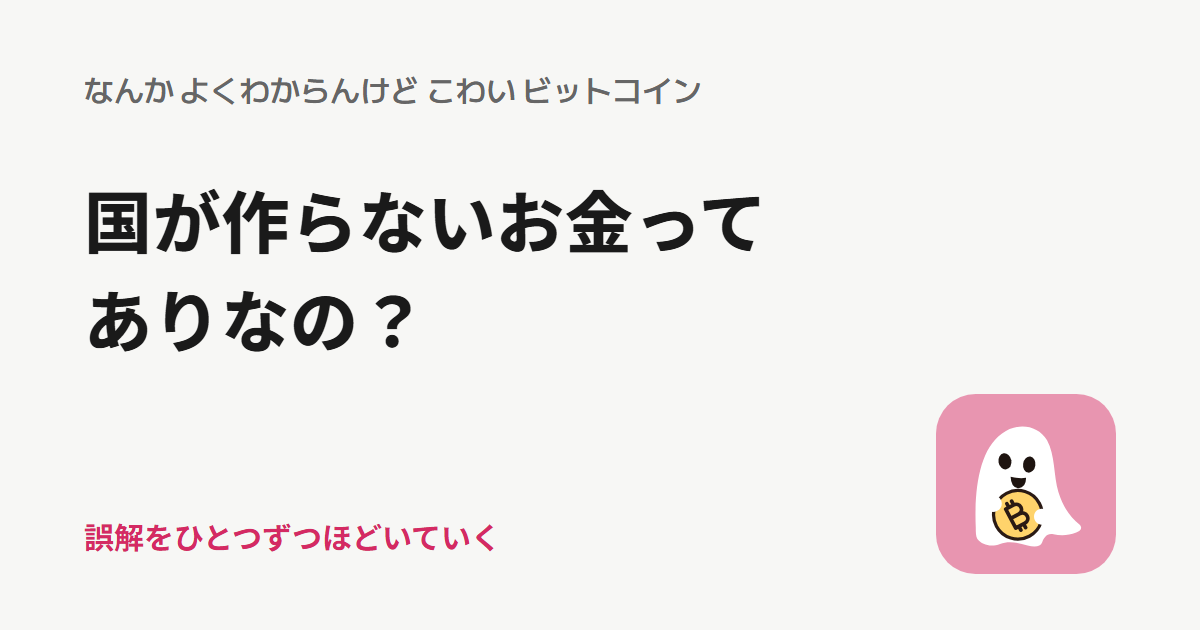 なんか よくわからんけど こわい ビットコイン
国が作らないお金って
ありなの？
誤解をひとつずつほどいていく